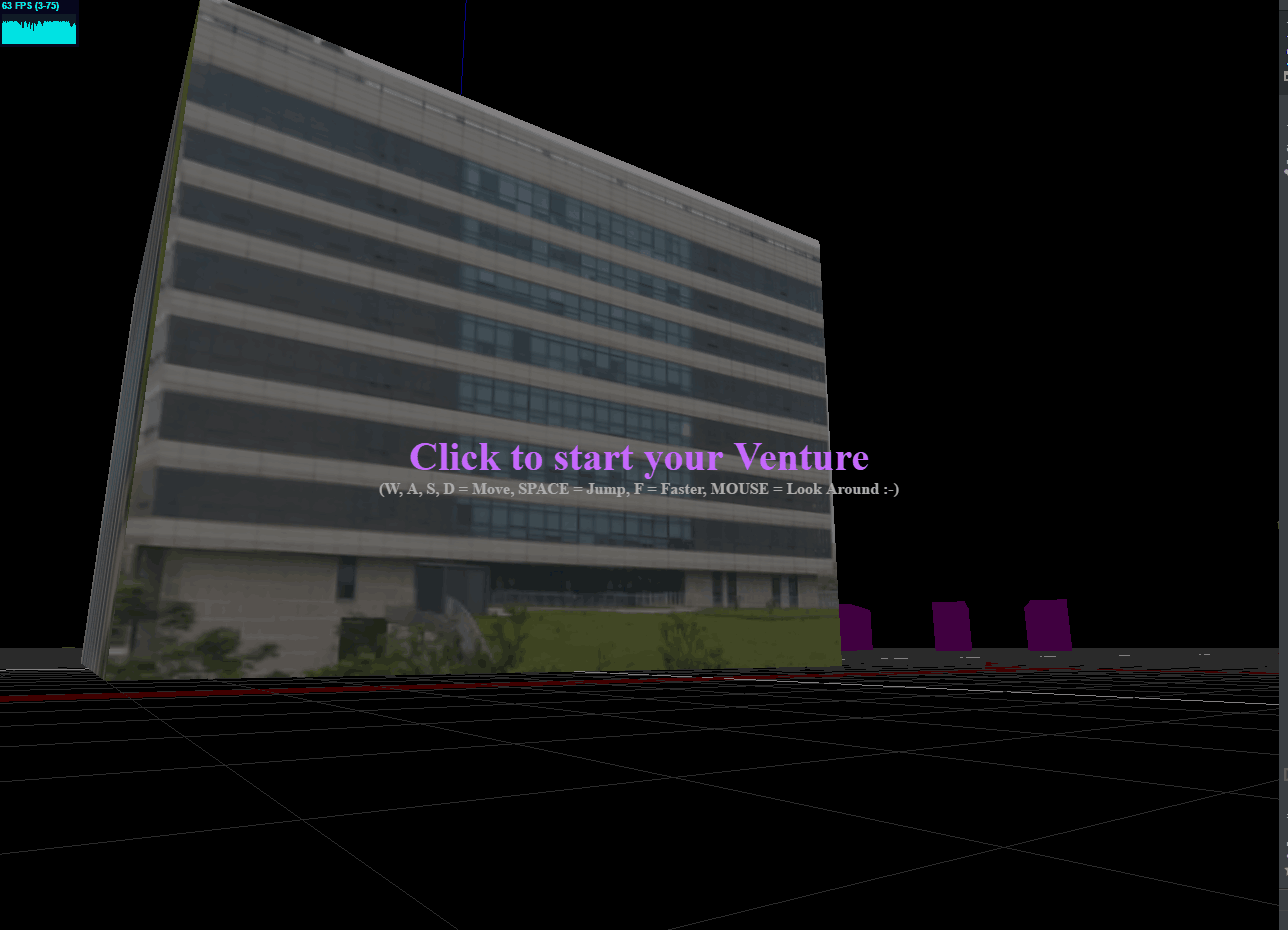 63 FPS (3-75)
Click to start your Venture
(W, A, S, D = Move, SPACE = Jump, F = Faster, MOUSE = Look Around :-)